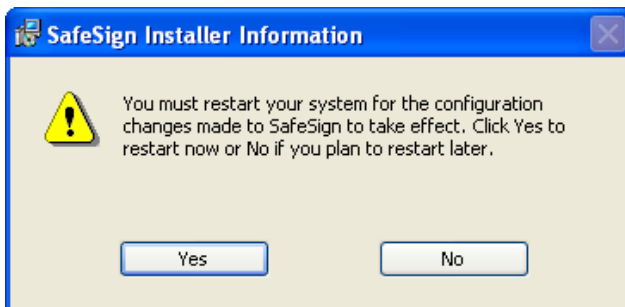 SafeSign Installer Information
You must restart your system for the configuration
changes made to SafeSign to take effect. Click Yes to
restart now or No if you plan to restart later.
Yes
No